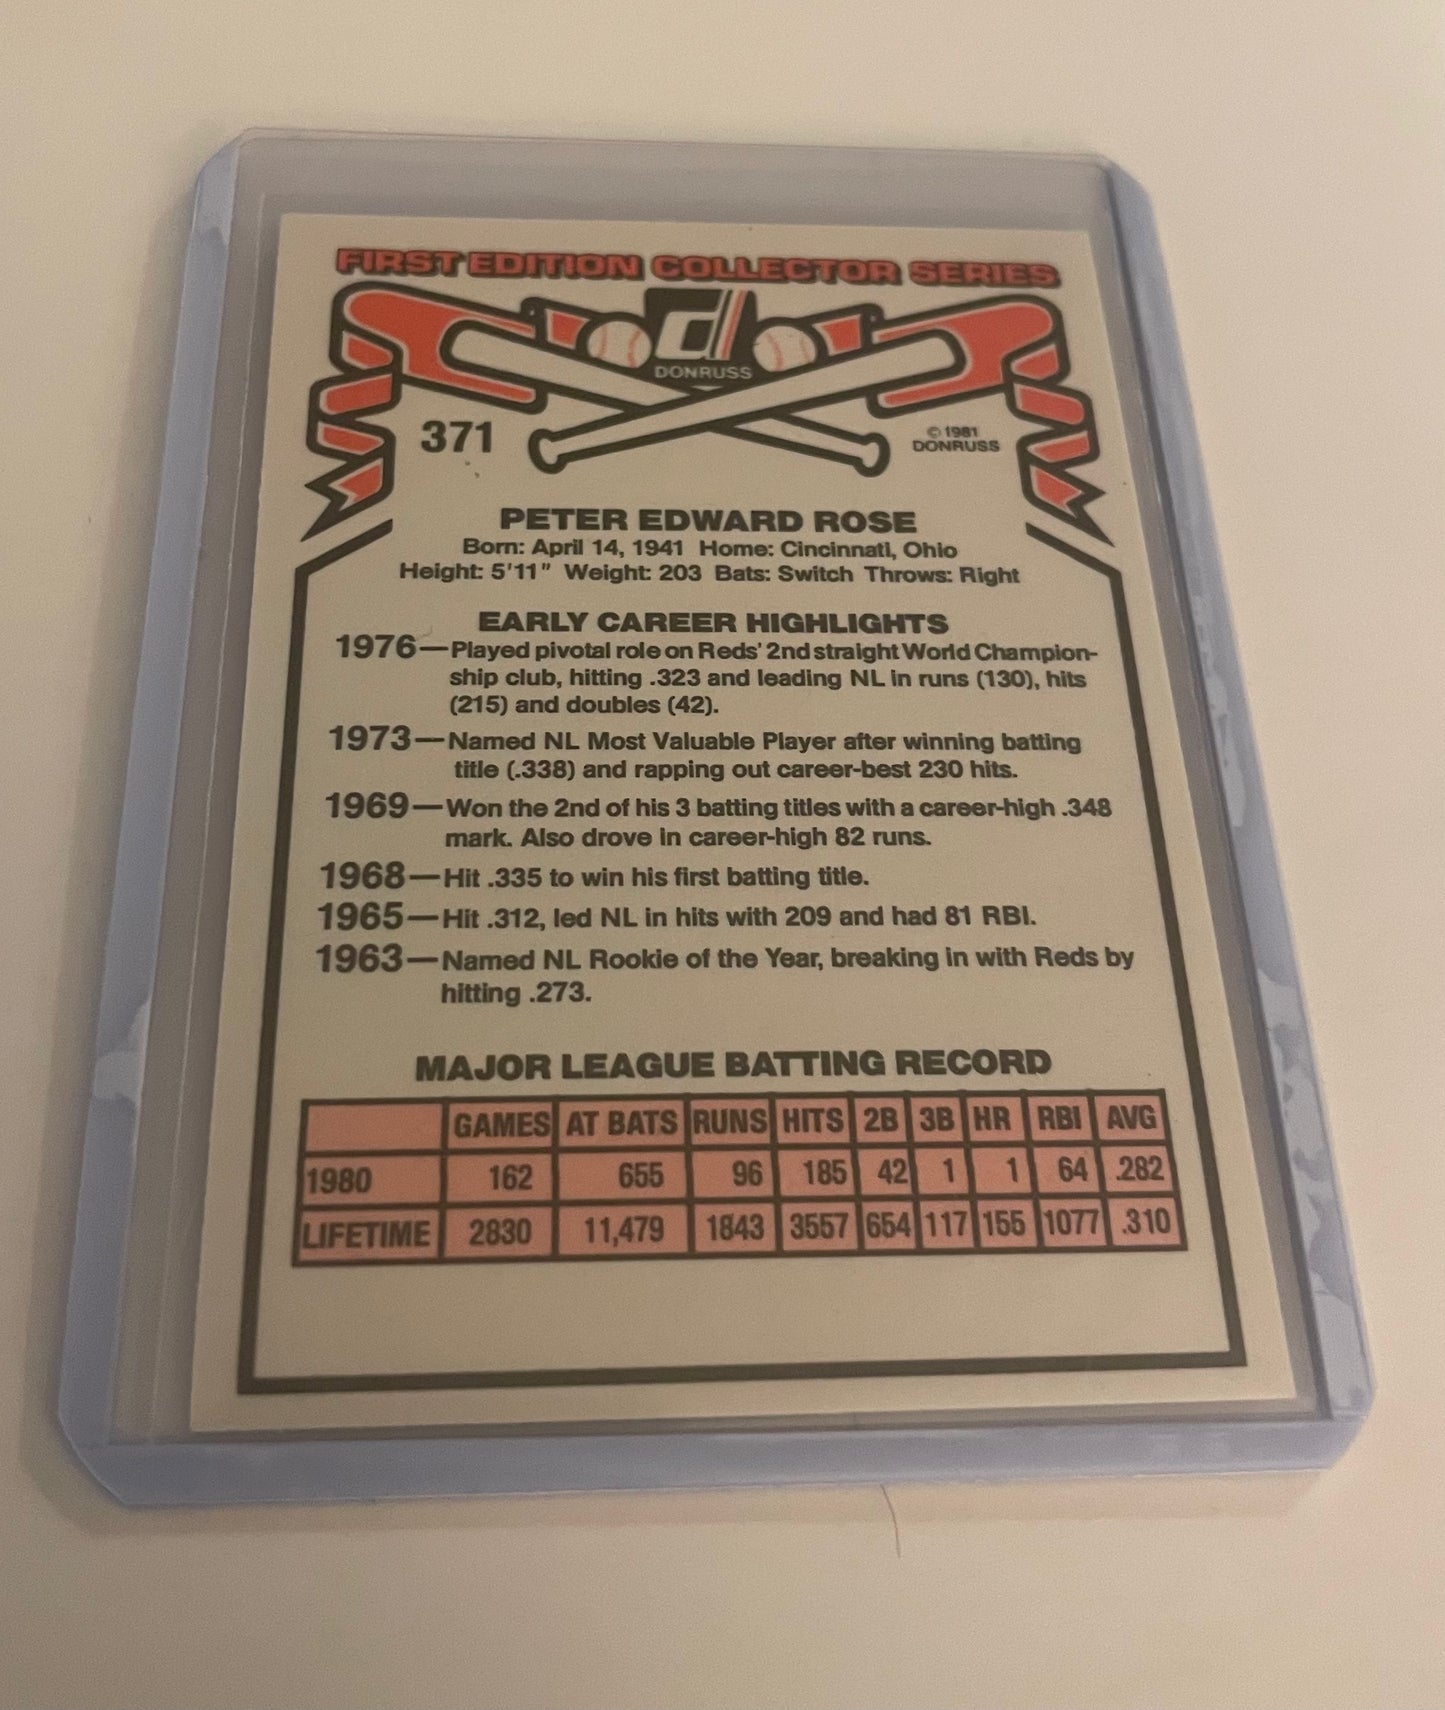 FIRST EDITION COLLECTOR SERIES
d
DONRUSS
371
© 1981
DONRUSS
PETER EDWARD ROSE
Born: April 14, 1941 Home: Cincinnati, Ohio
Height: 5'11" Weight: 203 Bats: Switch Throws: Right
EARLY CAREER HIGHLIGHTS
1976—Played pivotal role on Reds' 2nd straight World Champion-
ship club, hitting .323 and leading NL in runs (130), hits
(215) and doubles (42).
1973—Named NL Most Valuable Player after winning batting
title (.338) and rapping out career-best 230 hits.
1969—Won the 2nd of his 3 batting titles with a career-high .348
mark. Also drove in career-high 82 runs.
1968—Hit .335 to win his first batting title.
1965—Hit .312, led NL in hits with 209 and had 81 RBI.
1963—Named NL Rookie of the Year, breaking in with Reds by
hitting .273.
MAJOR LEAGUE BATTING RECORD
GAMES AT BATS RUNS HITS 2B 3B HR RBI AVG
1980 162 655 96 185 42 1 1 64 .282
LIFETIME 2830 11,479 1843 3557 654 117 155 1077 .310